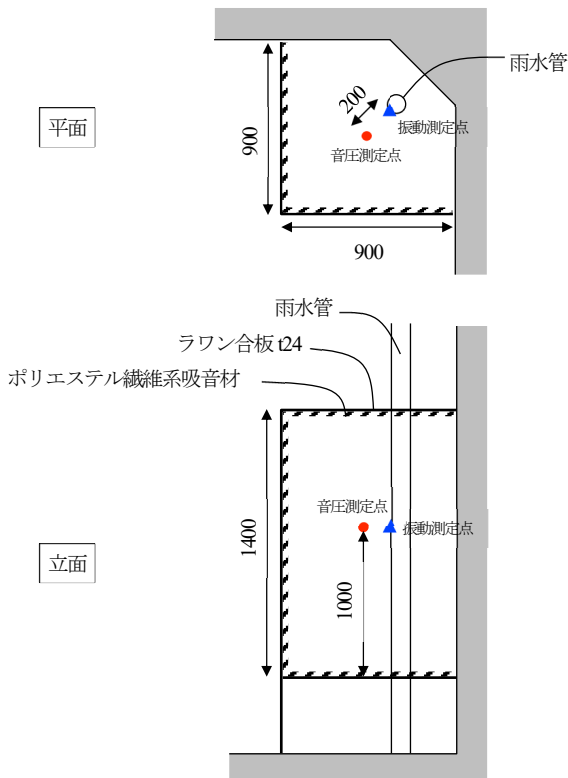 雨水管
平面
200
振動測定点
音圧測定点
900
900
雨水管
ラワン合板 t24
ポリエステル繊維系吸音材
音圧測定点
振動測定点
1400
1000
立面